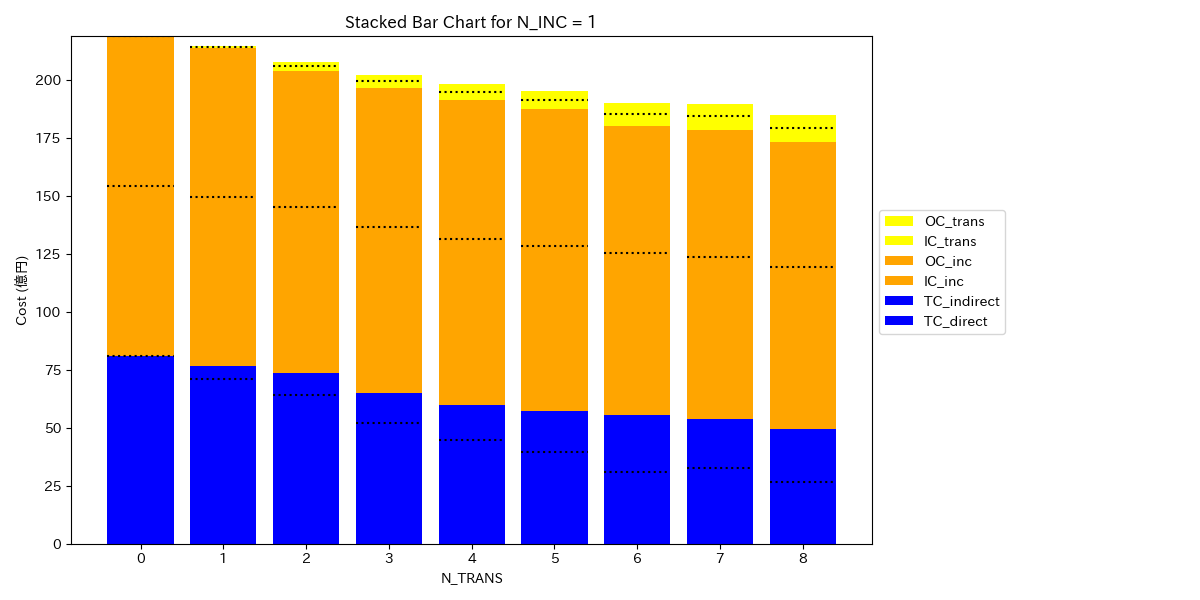 Stacked Bar Chart for N_INC = 1
Cost (億円)
200
175
150
125
100
75
50
25
0
0 1 2 3 4 5 6 7 8
N_TRANS
OC_trans
IC_trans
OC_inc
IC_inc
TC_indirect
TC_direct